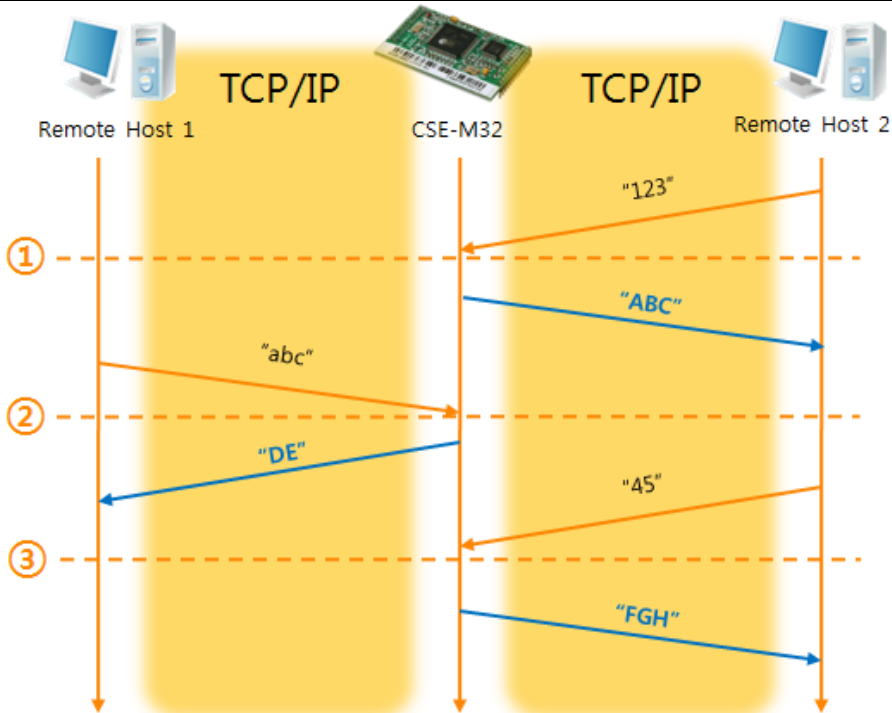 TCP/IP
TCP/IP
Remote Host 1
CSE-M32
Remote Host 2
"123"
①
"ABC"
"abc"
②
"DE"
"45"
③
"FGH"